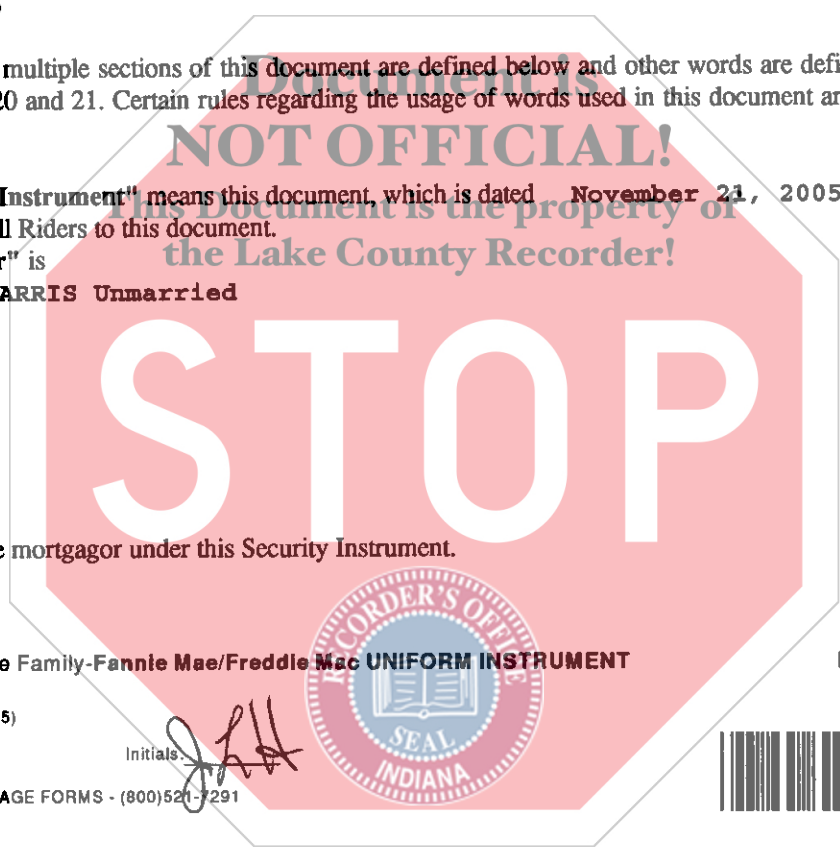 multiple sections of this document are defined below and other words are defi
20 and 21. Certain rules regarding the usage of words used in this document ar
Document is
NOT OFFICIAL!
This Document is the property of
the Lake County Recorder!
Instrument" means this document, which is dated November 21, 2005
ll Riders to this document.
r" is
ARRIS Unmarried
STOP
e mortgagor under this Security Instrument.
e Family-Fannie Mae/Freddie Mac UNIFORM INSTRUMENT
5)
Initials: JLH
AGE FORMS - (800)521-7291
RECORDER'S OFFICE
SEAL
INDIANA